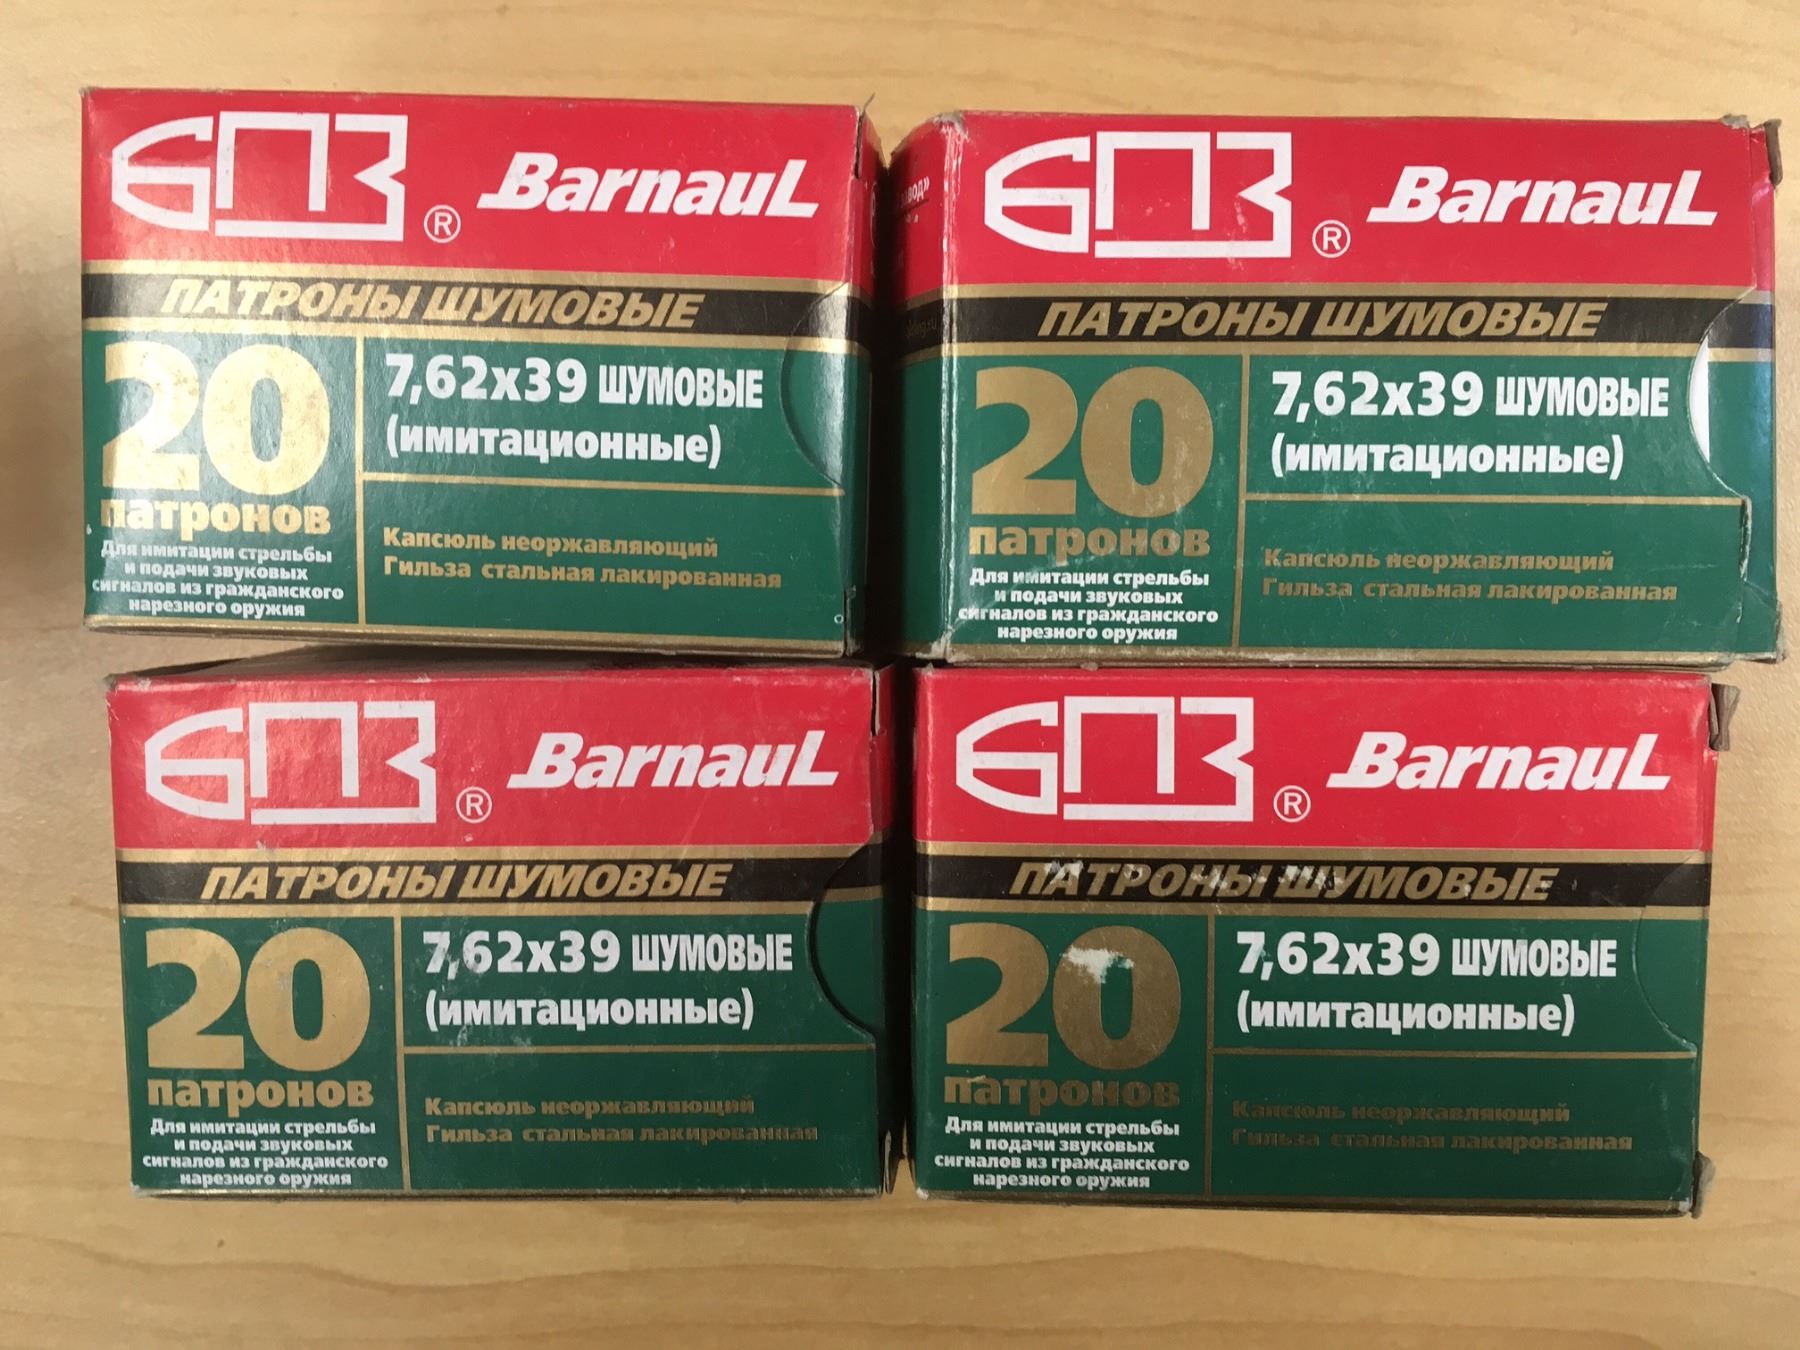 БПЗ ® Barnaul
ПАТРОНЫ ШУМОВЫЕ
20
патронов
Для имитации стрельбы
и подачи звуковых
сигналов из гражданского
нарезного оружия
7,62x39 ШУМОВЫЕ
(имитационные)
Капсюль неоржавляющий
Гильза стальная лакированная
БПЗ ® Barnaul
ПАТРОНЫ ШУМОВЫЕ
20
патронов
Для имитации стрельбы
и подачи звуковых
сигналов из гражданского
нарезного оружия
7,62x39 ШУМОВЫЕ
(имитационные)
Капсюль неоржавляющий
Гильза стальная лакированная
БПЗ ® Barnaul
ПАТРОНЫ ШУМОВЫЕ
20
патронов
Для имитации стрельбы
и подачи звуковых
сигналов из гражданского
нарезного оружия
7,62x39 ШУМОВЫЕ
(имитационные)
Капсюль неоржавляющий
Гильза стальная лакированная
БПЗ ® Barnaul
ПАТРОНЫ ШУМОВЫЕ
20
патронов
Для имитации стрельбы
и подачи звуковых
сигналов из гражданского
нарезного оружия
7,62x39 ШУМОВЫЕ
(имитационные)
Капсюль неоржавляющий
Гильза стальная лакированная